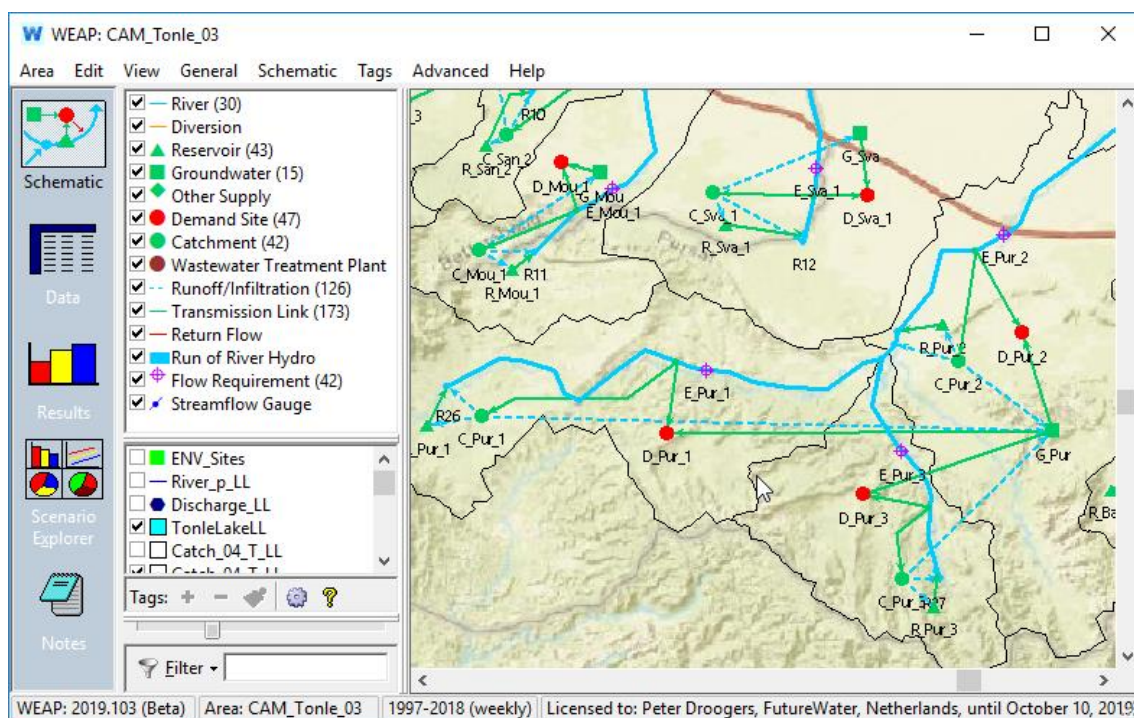 W WEAP: CAM_Tonle_03
Area Edit View General Schematic Tags Advanced Help
Schematic
Data
Results
Scenario
Explorer
Notes
River (30)
Diversion
Reservoir (43)
Groundwater (15)
Other Supply
Demand Site (47)
Catchment (42)
Wastewater Treatment Plant
Runoff/Infiltration (126)
Transmission Link (173)
Return Flow
Run of River Hydro
Flow Requirement (42)
Streamflow Gauge
ENV_Sites
River_p_LL
Discharge_LL
TonleLakeLL
Catch_04_T_LL
Tags:
Filter
3
R10
C_San_2
R_San_2
D_Mou_1
G_Mou
E_Mou_1
C_Mou_1
R11
R_Mou_1
G_Sva
E_Sva_1
C_Sva_1
D_Sva_1
R_Sva_1
R12
E_Pur_2
R_Pur_2
D_Pur_2
C_Pur_2
E_Pur_1
R26
C_Pur_1
_Pur_1
D_Pur_1
G_Pur
E_Pur_3
D_Pur_3
R_Ba
C_Pur_3
R27
R_Pur_3
WEAP: 2019.103 (Beta) Area: CAM_Tonle_03 1997-2018 (weekly) Licensed to: Peter Droogers, FutureWater, Netherlands, until October 10, 2019